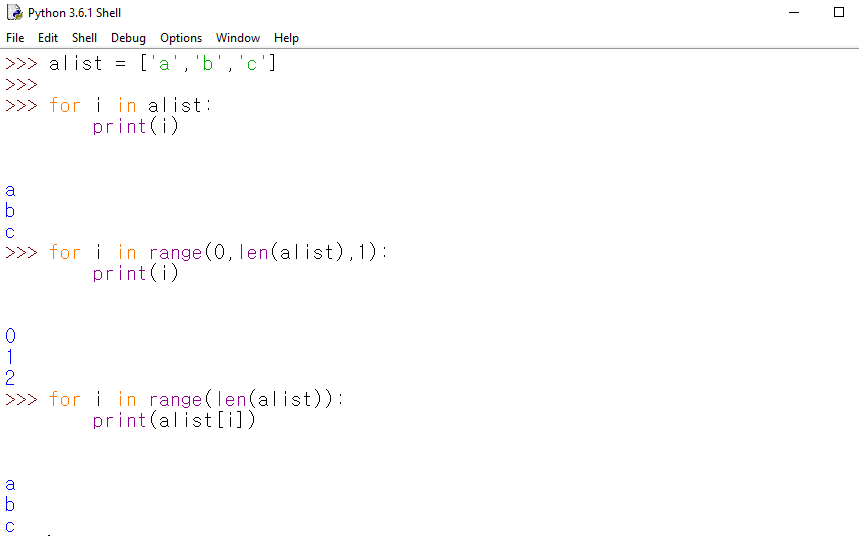 Python 3.6.1 Shell
File Edit Shell Debug Options Window Help
>>> alist = ['a','b','c']
>>>
>>> for i in alist:
        print(i)
a
b
c
>>> for i in range(0,len(alist),1):
        print(i)
0
1
2
>>> for i in range(len(alist)):
        print(alist[i])
a
b
c